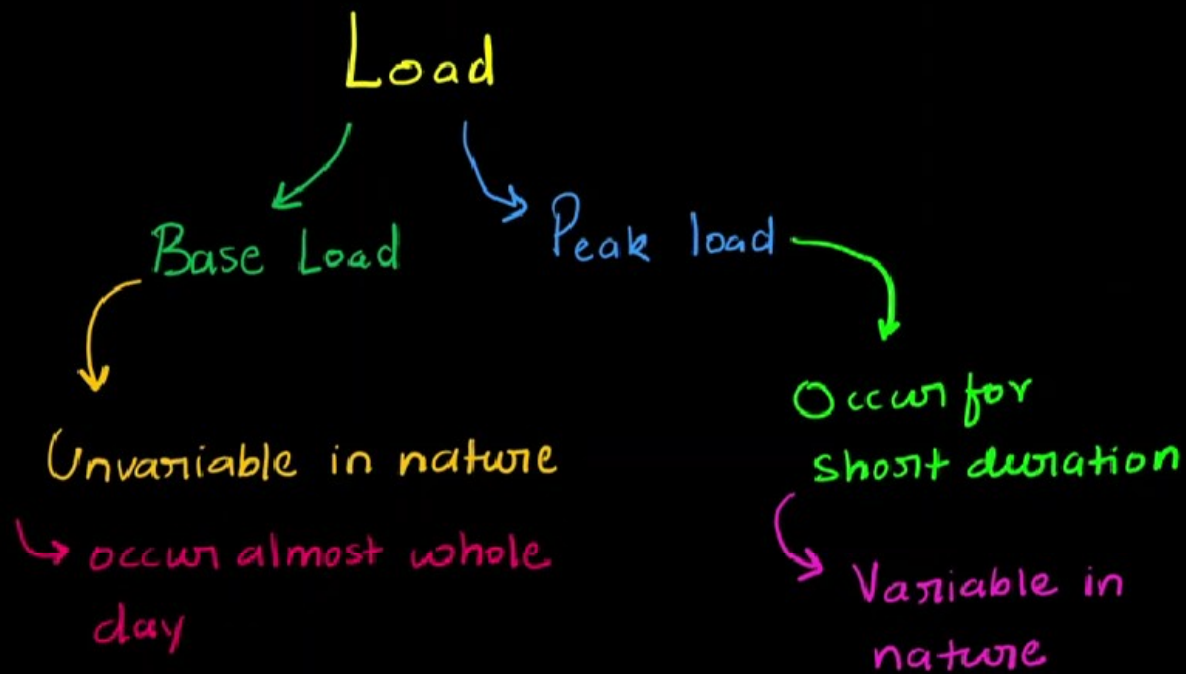 Load
Base Load
Peak load
Unvariable in nature
occur almost whole
day
Occur for
short duration
Variable in
nature